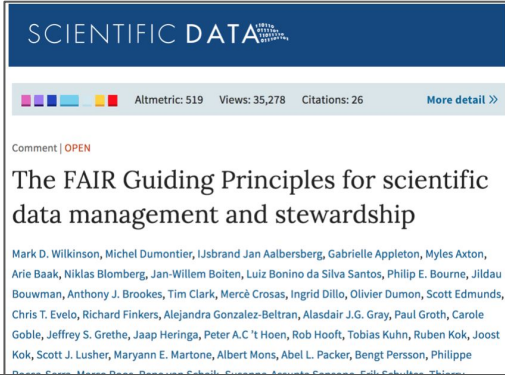 SCIENTIFIC DATA
Altmetric: 519 Views: 35,278 Citations: 26 More detail »
Comment | OPEN
The FAIR Guiding Principles for scientific
data management and stewardship
Mark D. Wilkinson, Michel Dumontier, IJsbrand Jan Aalbersberg, Gabrielle Appleton, Myles Axton,
Arie Baak, Niklas Blomberg, Jan-Willem Boiten, Luiz Bonino da Silva Santos, Philip E. Bourne, Jildau
Bouwman, Anthony J. Brookes, Tim Clark, Mercè Crosas, Ingrid Dillo, Olivier Dumon, Scott Edmunds,
Chris T. Evelo, Richard Finkers, Alejandra Gonzalez-Beltran, Alasdair J.G. Gray, Paul Groth, Carole
Goble, Jeffrey S. Grethe, Jaap Heringa, Peter A.C 't Hoen, Rob Hooft, Tobias Kuhn, Ruben Kok, Joost
Kok, Scott J. Lusher, Maryann E. Martone, Albert Mons, Abel L. Packer, Bengt Persson, Philippe